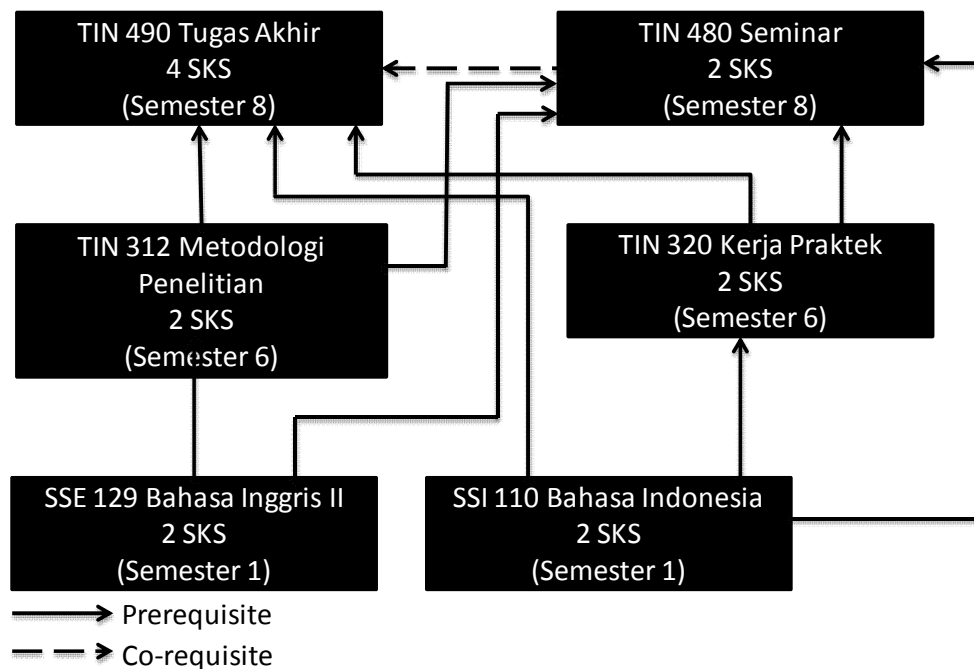 TIN 490 Tugas Akhir
4 SKS
(Semester 8)
TIN 480 Seminar
2 SKS
(Semester 8)
TIN 312 Metodologi
Penelitian
2 SKS
(Semester 6)
TIN 320 Kerja Praktek
2 SKS
(Semester 6)
SSE 129 Bahasa Inggris II
2 SKS
(Semester 1)
SSI 110 Bahasa Indonesia
2 SKS
(Semester 1)
Prerequisite
Co-requisite